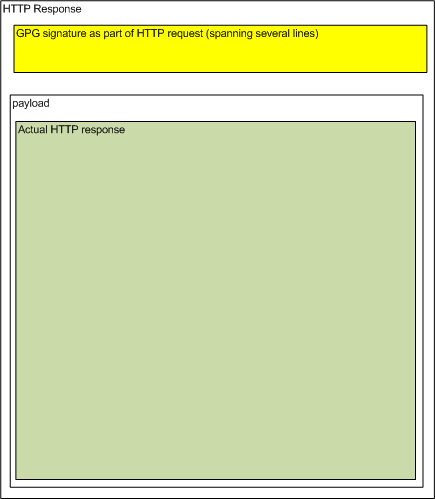 HTTP Response
GPG signature as part of HTTP request (spanning several lines)
payload
Actual HTTP response